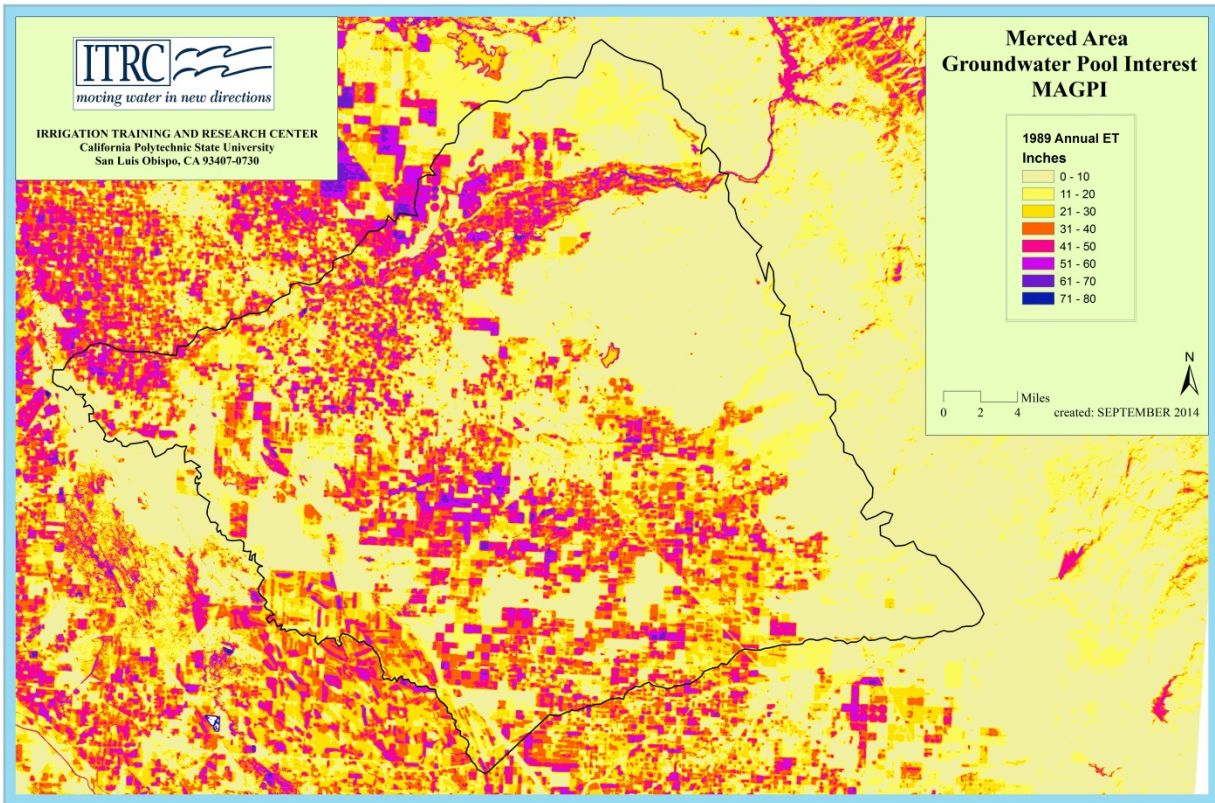 ITRC
moving water in new directions
IRRIGATION TRAINING AND RESEARCH CENTER
California Polytechnic State University
San Luis Obispo, CA 93407-0730
Merced Area
Groundwater Pool Interest
MAGPI
1989 Annual ET
Inches
0 - 10
11 - 20
21 - 30
31 - 40
41 - 50
51 - 60
61 - 70
71 - 80
N
Miles
0 2 4
created: SEPTEMBER 2014